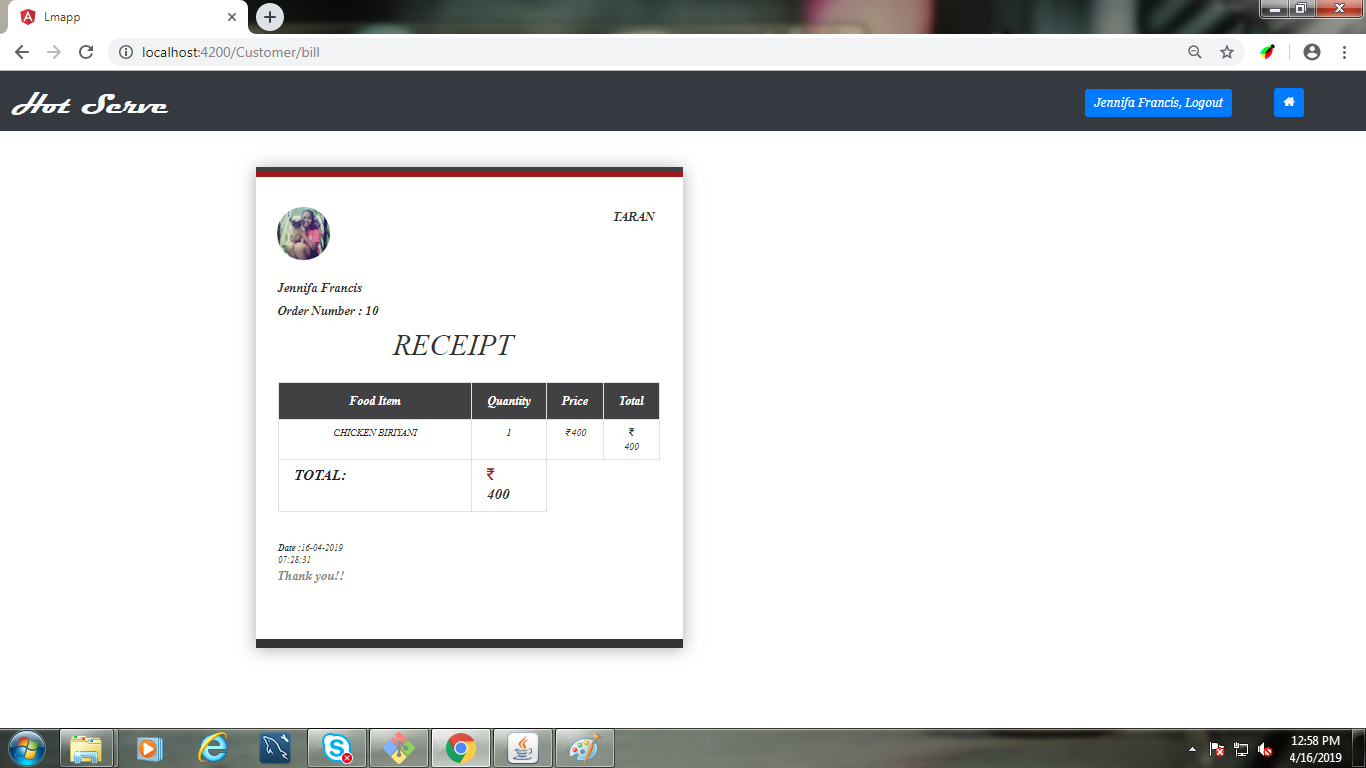 Lmapp
localhost:4200/Customer/bill
Hot Serve
Jennifa Francis, Logout
TARAN
Jennifa Francis
Order Number : 10
RECEIPT
Food Item Quantity Price Total
CHICKEN BIRIYANI 1 ₹400 ₹
400
TOTAL: ₹
400
Date :16-04-2019
07:28:31
Thank you!!
12:58 PM
4/16/2019